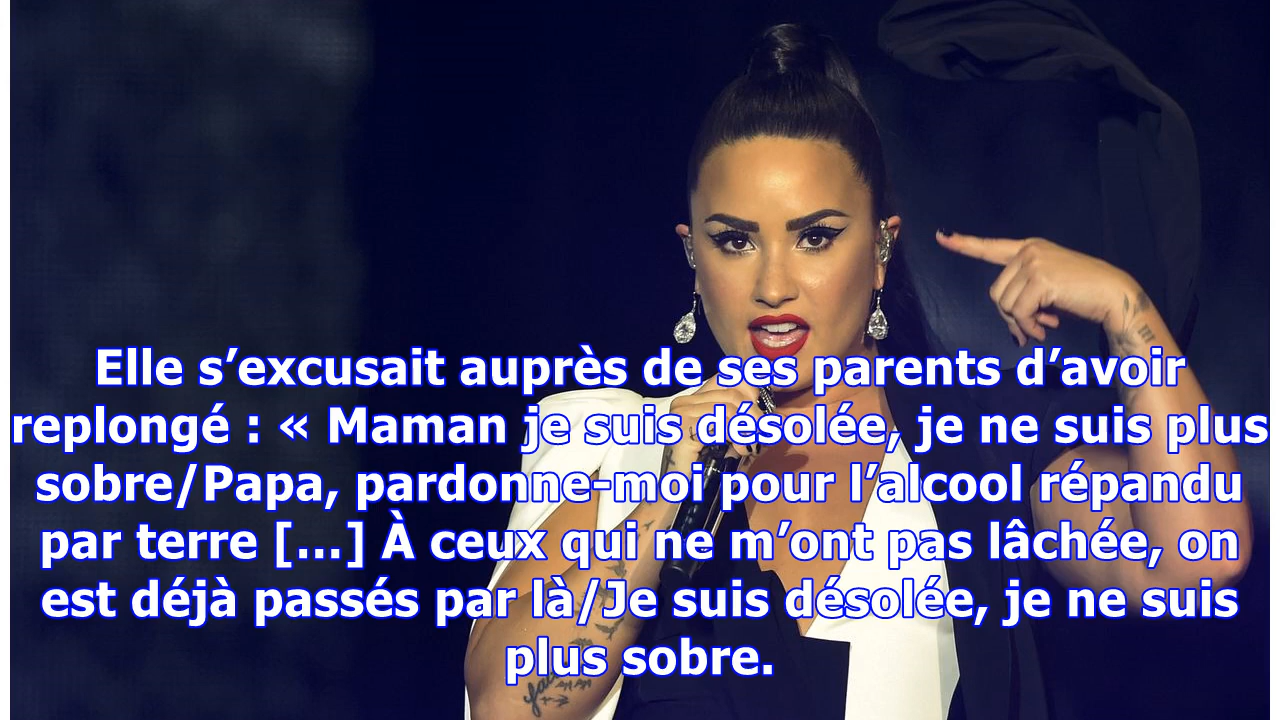 Elle s’excusait auprès de ses parents d’avoir
replongé : « Maman je suis désolée, je ne suis plus
sobre/Papa, pardonne-moi pour l’alcool répandu
par terre [...] À ceux qui ne m’ont pas lâchée, on
est déjà passés par là/Je suis désolée, je ne suis
plus sobre.